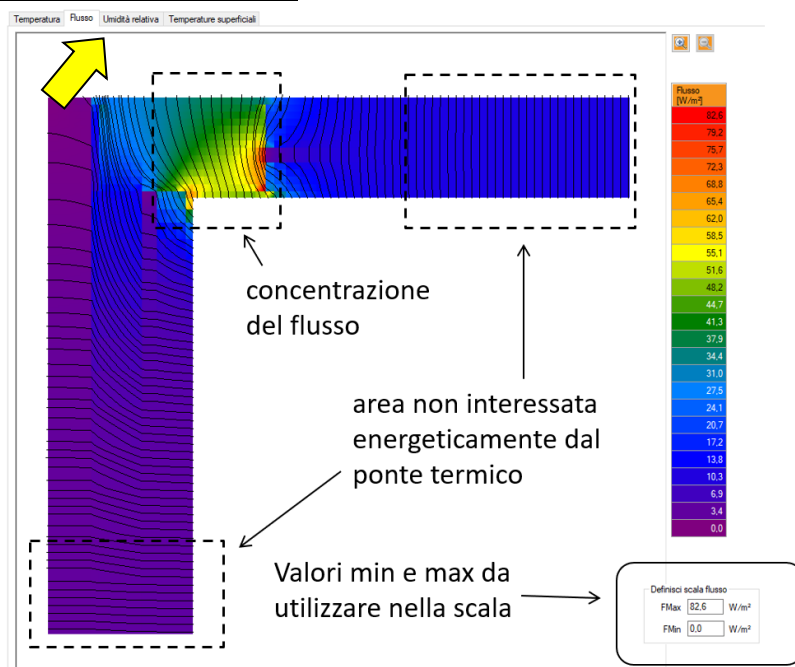 Temperatura Flusso Umidità relativa Temperature superficiali
Flusso
[W/m²]
82,6
79,2
75,7
72,3
68,8
65,4
62,0
58,5
55,1
51,6
48,2
44,7
41,3
37,9
34,4
31,0
27,5
24,1
20,7
17,2
13,8
10,3
6,9
3,4
0,0
concentrazione
del flusso
area non interessata
energeticamente dal
ponte termico
Valori min e max da
utilizzare nella scala
Definisci scala flusso
FMax 82,6 W/m²
FMin 0,0 W/m²